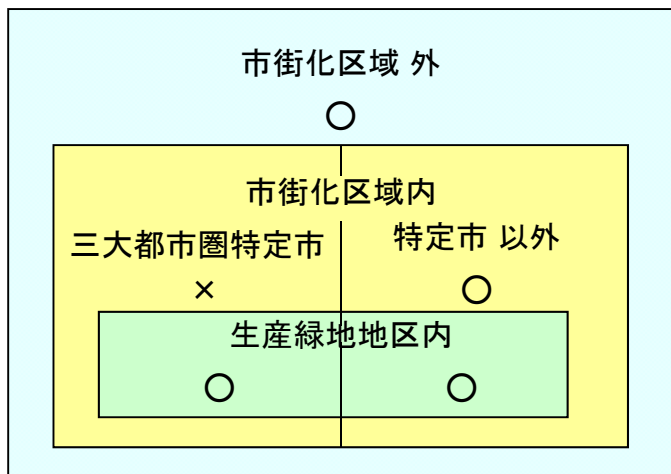 市街化区域 外
○
市街化区域内
三大都市圏特定市
特定市 以外
×
○
生産緑地地区内
○
○